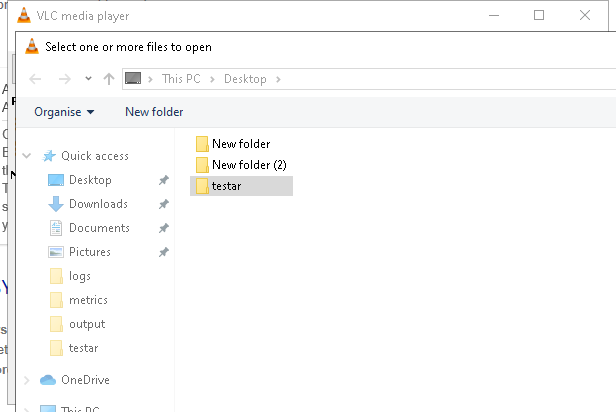 VLC media player
Select one or more files to open
This PC
Desktop
Organise
New folder
Quick access
Desktop
Downloads
Documents
Pictures
logs
metrics
output
testar
OneDrive
This PC
New folder
New folder (2)
testar